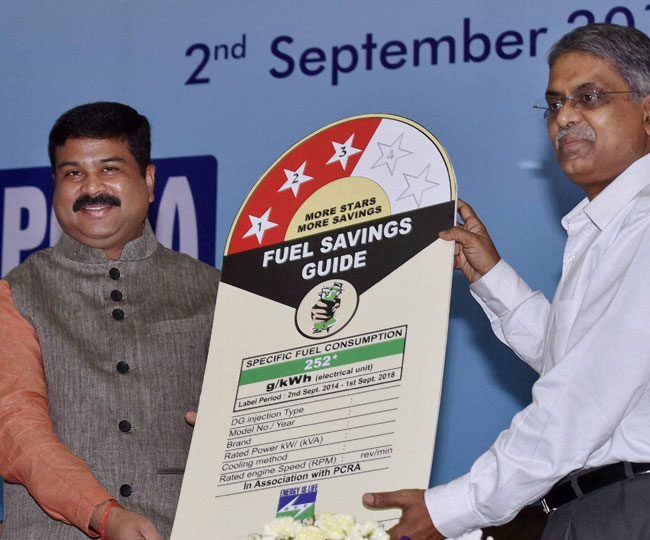 2nd September
1 2 3 4
MORE STARS
MORE SAVINGS
FUEL SAVINGS
GUIDE
SPECIFIC FUEL CONSUMPTION
252*
g/kWh (electrical unit)
Label Period : 2nd Sept. 2014 - 1st Sept. 2018
DG injection Type :
Model No./ Year :
Brand :
Rated Power kW/ (kVA) :
Cooling method :
Rated engine Speed (RPM) : rev/min
In Association with PCRA
ENERGY IS LIFE